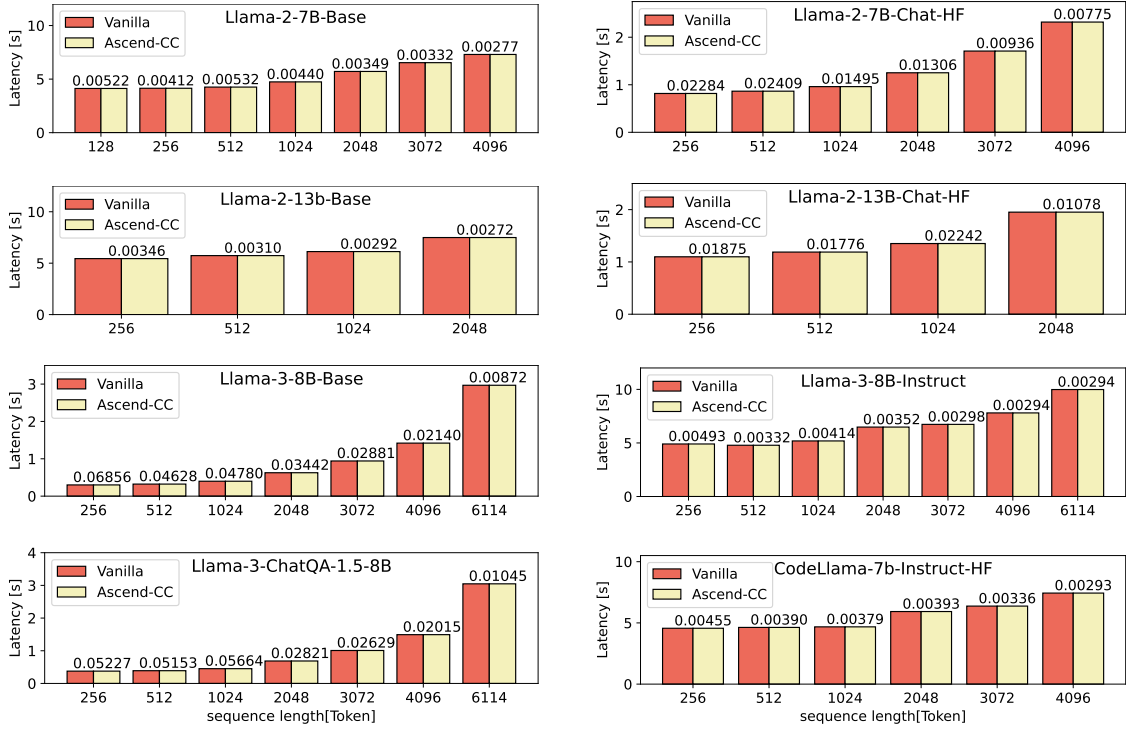 Llama-2-7B-Base
Vanilla
Ascend-CC
Latency [s]
10
5
0
0.00522 0.00412 0.00532 0.00440 0.00349 0.00332 0.00277
128 256 512 1024 2048 3072 4096
Llama-2-7B-Chat-HF
Vanilla
Ascend-CC
Latency [s]
2
1
0
0.02284 0.02409 0.01495 0.01306 0.00936 0.00775
256 512 1024 2048 3072 4096
Llama-2-13b-Base
Vanilla
Ascend-CC
Latency [s]
10
5
0
0.00346 0.00310 0.00292 0.00272
256 512 1024 2048
Llama-2-13B-Chat-HF
Vanilla
Ascend-CC
Latency [s]
2
1
0
0.01875 0.01776 0.02242 0.01078
256 512 1024 2048
Llama-3-8B-Base
Vanilla
Ascend-CC
Latency [s]
3
2
1
0
0.06856 0.04628 0.04780 0.03442 0.02881 0.02140 0.00872
256 512 1024 2048 3072 4096 6114
Llama-3-8B-Instruct
Vanilla
Ascend-CC
Latency [s]
10
5
0
0.00493 0.00332 0.00414 0.00352 0.00298 0.00294 0.00294
256 512 1024 2048 3072 4096 6114
Llama-3-ChatQA-1.5-8B
Vanilla
Ascend-CC
Latency [s]
4
3
2
1
0
0.05227 0.05153 0.05664 0.02821 0.02629 0.02015 0.01045
256 512 1024 2048 3072 4096 6114
sequence length[Token]
CodeLlama-7b-Instruct-HF
Vanilla
Ascend-CC
Latency [s]
10
5
0
0.00455 0.00390 0.00379 0.00393 0.00336 0.00293
256 512 1024 2048 3072 4096
sequence length[Token]